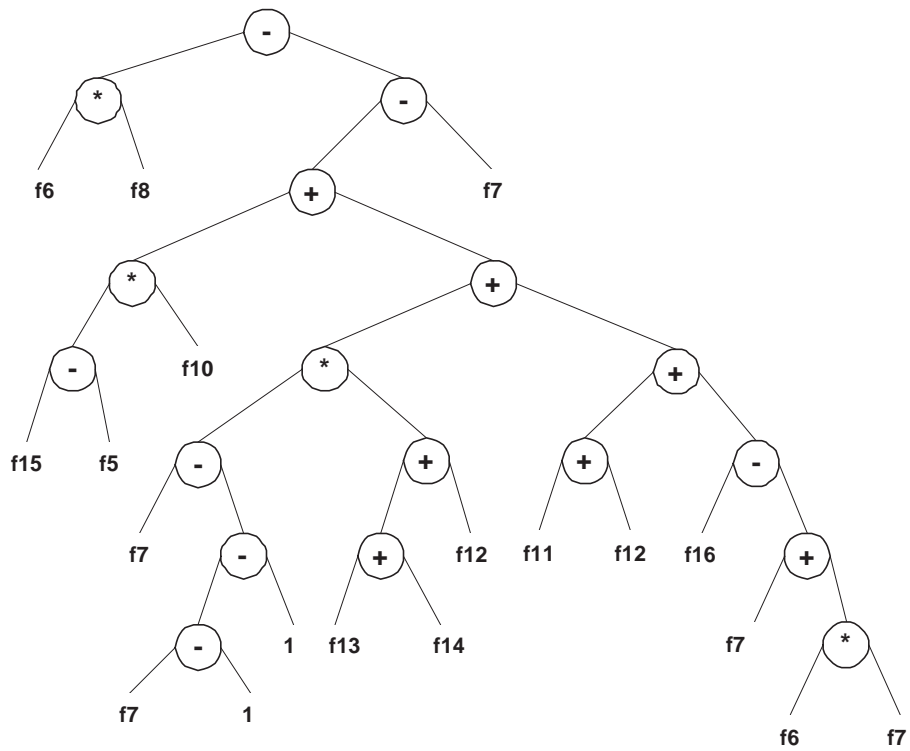 -
* -
f6 f8 + f7
* +
- f10 * +
f15 f5 - + + -
f7 - + f12 f11 f12 f16 +
- 1 f13 f14 f7 *
f7 1 f6 f7